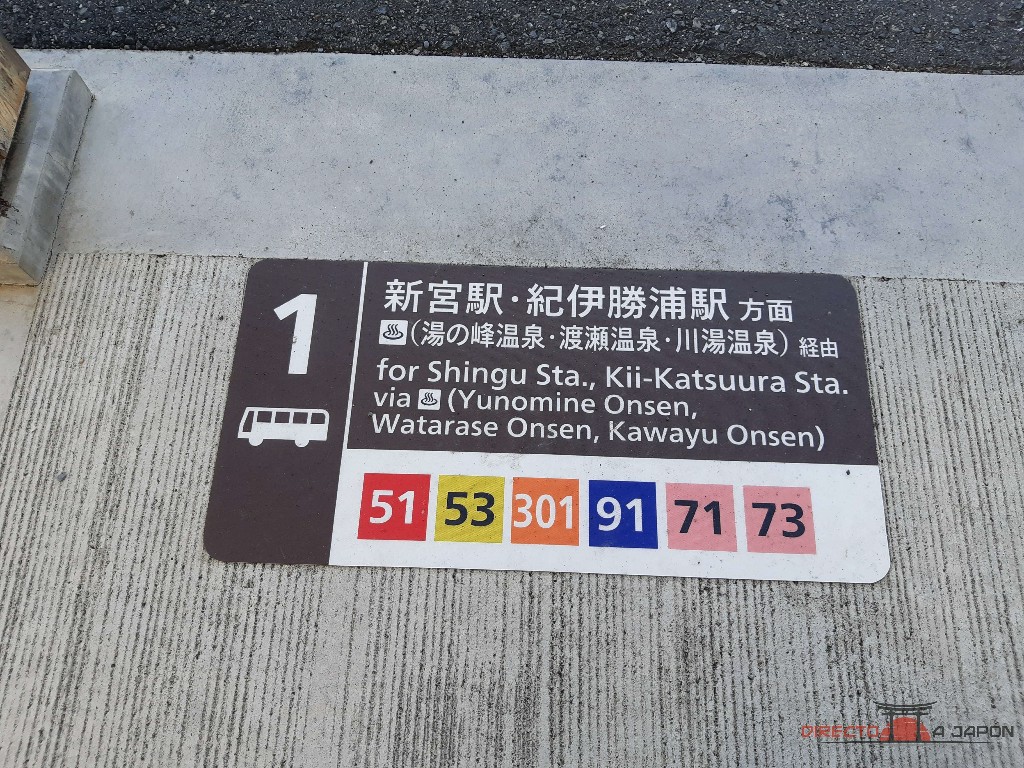 1
新宮駅・紀伊勝浦駅 方面
(湯の峰温泉・渡瀬温泉・川湯温泉) 経由
for Shingu Sta., Kii-Katsuura Sta.
via (Yunomine Onsen,
Watarase Onsen, Kawayu Onsen)
51 53 301 91 71 73
DIRECTO A JAPÓN